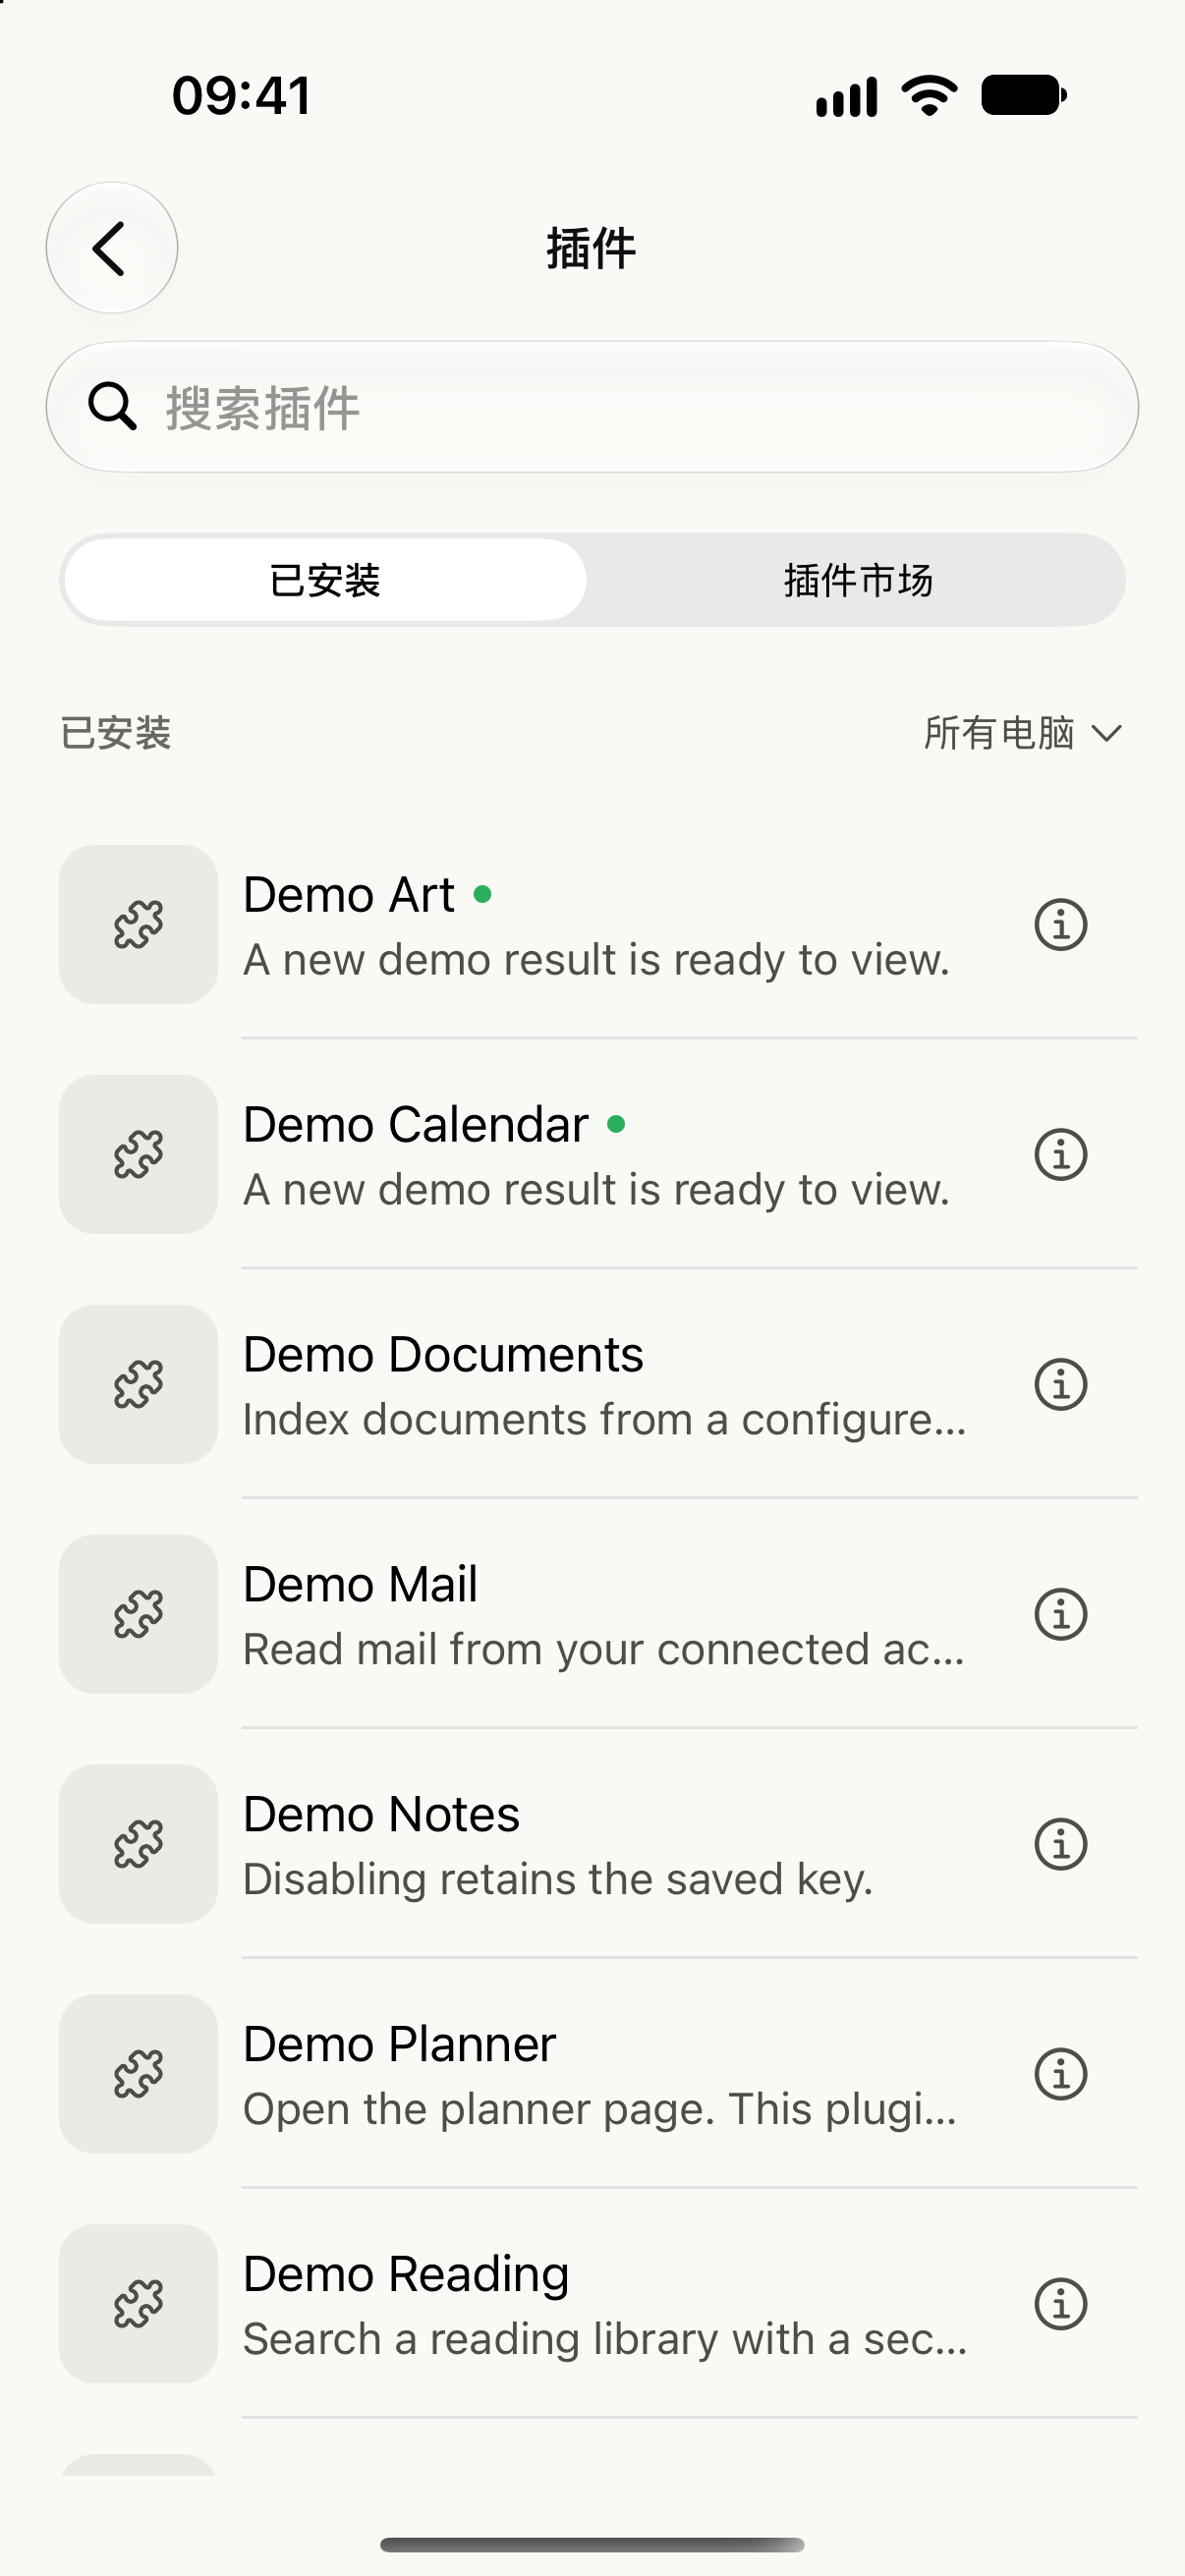 09:41
插件
搜索插件
已安装
插件市场
已安装
所有电脑
Demo Art
A new demo result is ready to view.
Demo Calendar
A new demo result is ready to view.
Demo Documents
Index documents from a configure...
Demo Mail
Read mail from your connected ac...
Demo Notes
Disabling retains the saved key.
Demo Planner
Open the planner page. This plugi...
Demo Reading
Search a reading library with a sec...